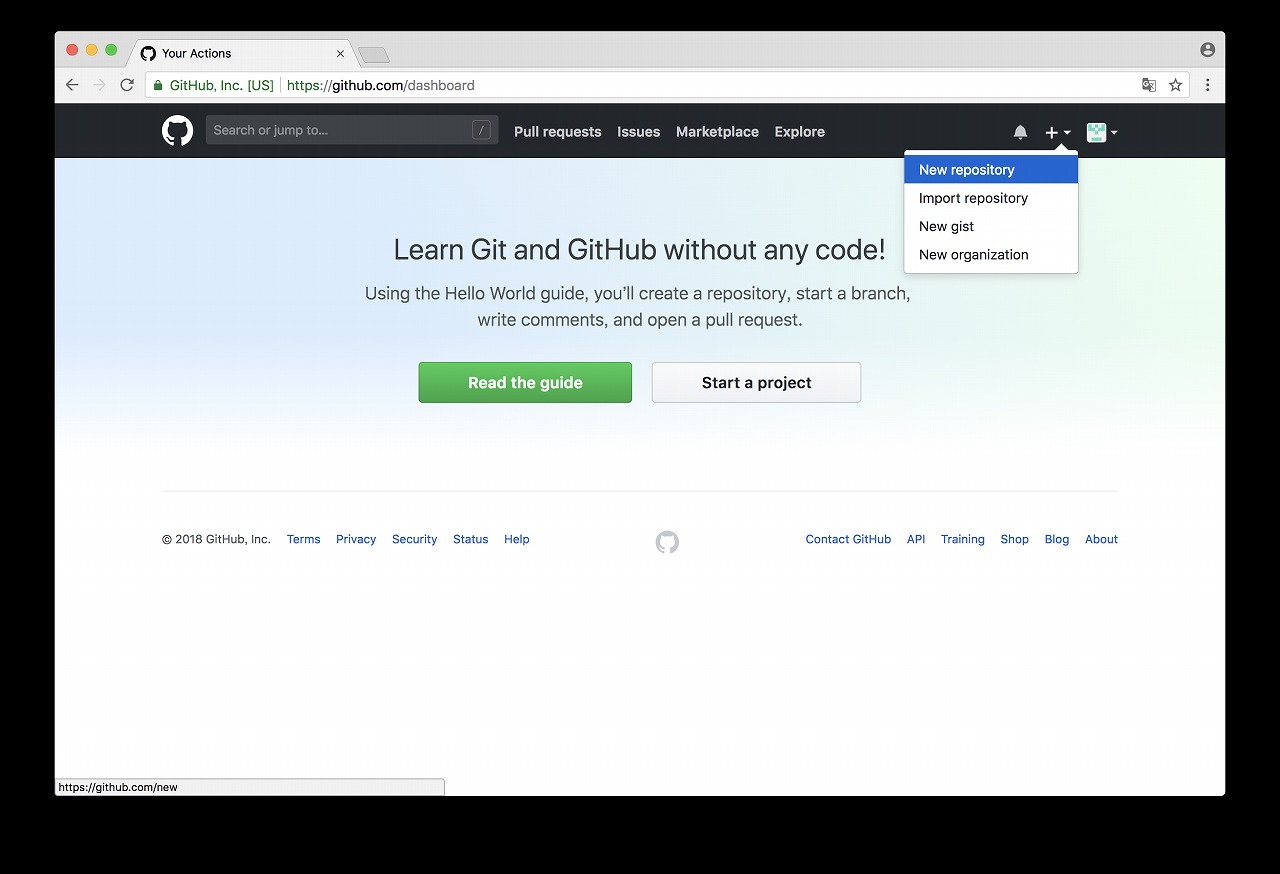 Your Actions
GitHub, Inc. [US] https://github.com/dashboard
Search or jump to... / Pull requests Issues Marketplace Explore
New repository
Import repository
New gist
New organization
Learn Git and GitHub without any code!
Using the Hello World guide, you’ll create a repository, start a branch,
write comments, and open a pull request.
Read the guide Start a project
© 2018 GitHub, Inc. Terms Privacy Security Status Help Contact GitHub API Training Shop Blog About
https://github.com/new